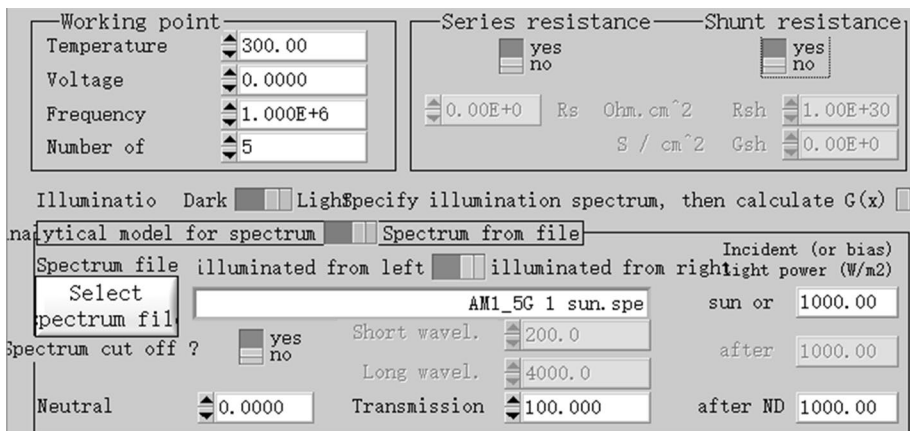 Working point
Temperature 300.00
Voltage 0.0000
Frequency 1.000E+6
Number of 5
Series resistance Shunt resistance
yes yes
no no
0.00E+0 Rs Ohm.cm^2 Rsh 1.00E+30
S / cm^2 Gsh 0.00E+0
Illuminatio Dark Light Specify illumination spectrum, then calculate G(x)
nalytical model for spectrum Spectrum from file
Spectrum file illuminated from left illuminated from right
Incident (or bias)
light power (W/m2)
Select
spectrum fil
AM1_5G 1 sun.spe sun or 1000.00
Spectrum cut off ? yes
no
Short wavel. 200.0 after 1000.00
Long wavel. 4000.0
Neutral 0.0000 Transmission 100.000 after ND 1000.00